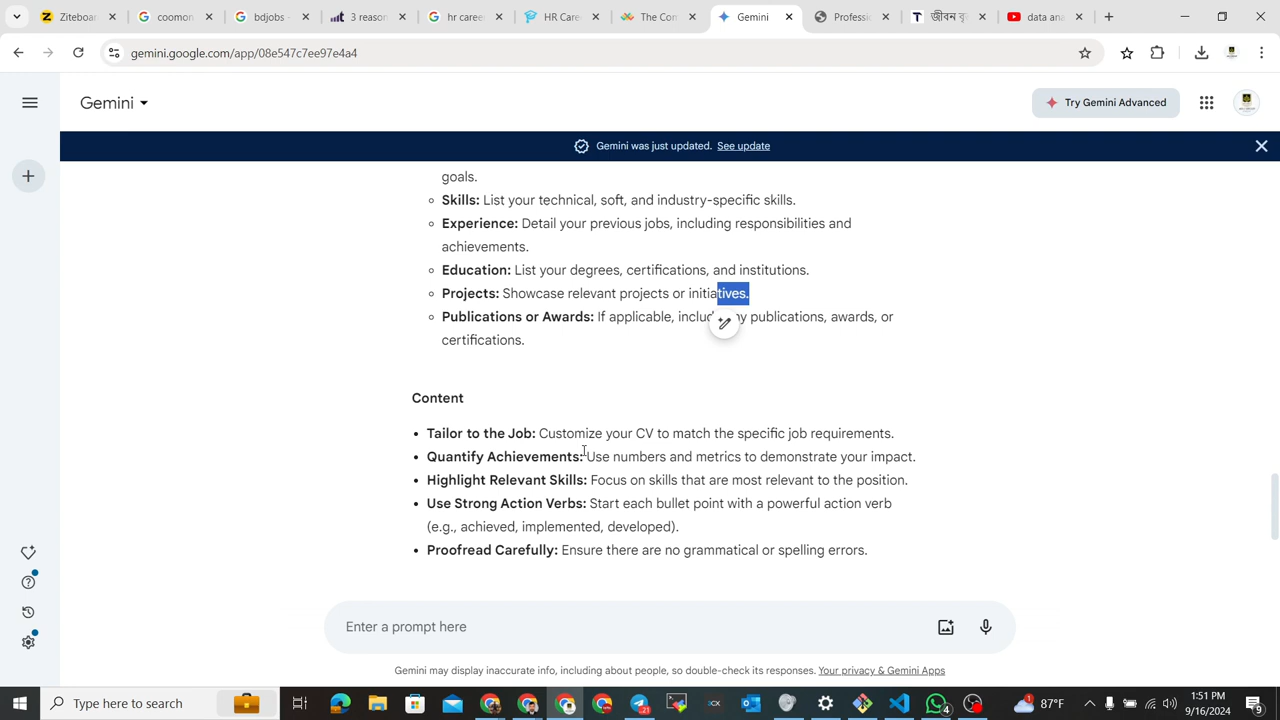 Zoteba
coomon
bdjobs -
3 reason
hr caree
HR Care
The Con
Gemini
Professio
जीवन वृ
data ana
gemini.google.com/app/08e547c7ee97e4a4
Gemini
Try Gemini Advanced
Gemini was just updated. See update
goals.
Skills: List your technical, soft, and industry-specific skills.
Experience: Detail your previous jobs, including responsibilities and
achievements.
Education: List your degrees, certifications, and institutions.
Projects: Showcase relevant projects or initiatives.
Publications or Awards: If applicable, publications, awards, or
certifications.
Content
Tailor to the Job: Customize your CV to match the specific job requirements.
Quantify Achievements: Use numbers and metrics to demonstrate your impact.
Highlight Relevant Skills: Focus on skills that are most relevant to the position.
Use Strong Action Verbs: Start each bullet point with a powerful action verb
(e.g., achieved, implemented, developed).
Proofread Carefully: Ensure there are no grammatical or spelling errors.
Enter a prompt here
Gemini may display inaccurate info, including about people, so double-check its responses. Your privacy & Gemini Apps
Type here to search
21
4
1
87°F
1:51 PM
9/16/2024
9